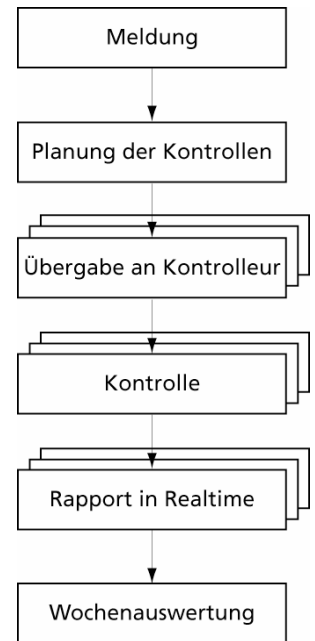 Meldung
Planung der Kontrollen
Übergabe an Kontrolleur
Kontrolle
Rapport in Realtime
Wochenauswertung